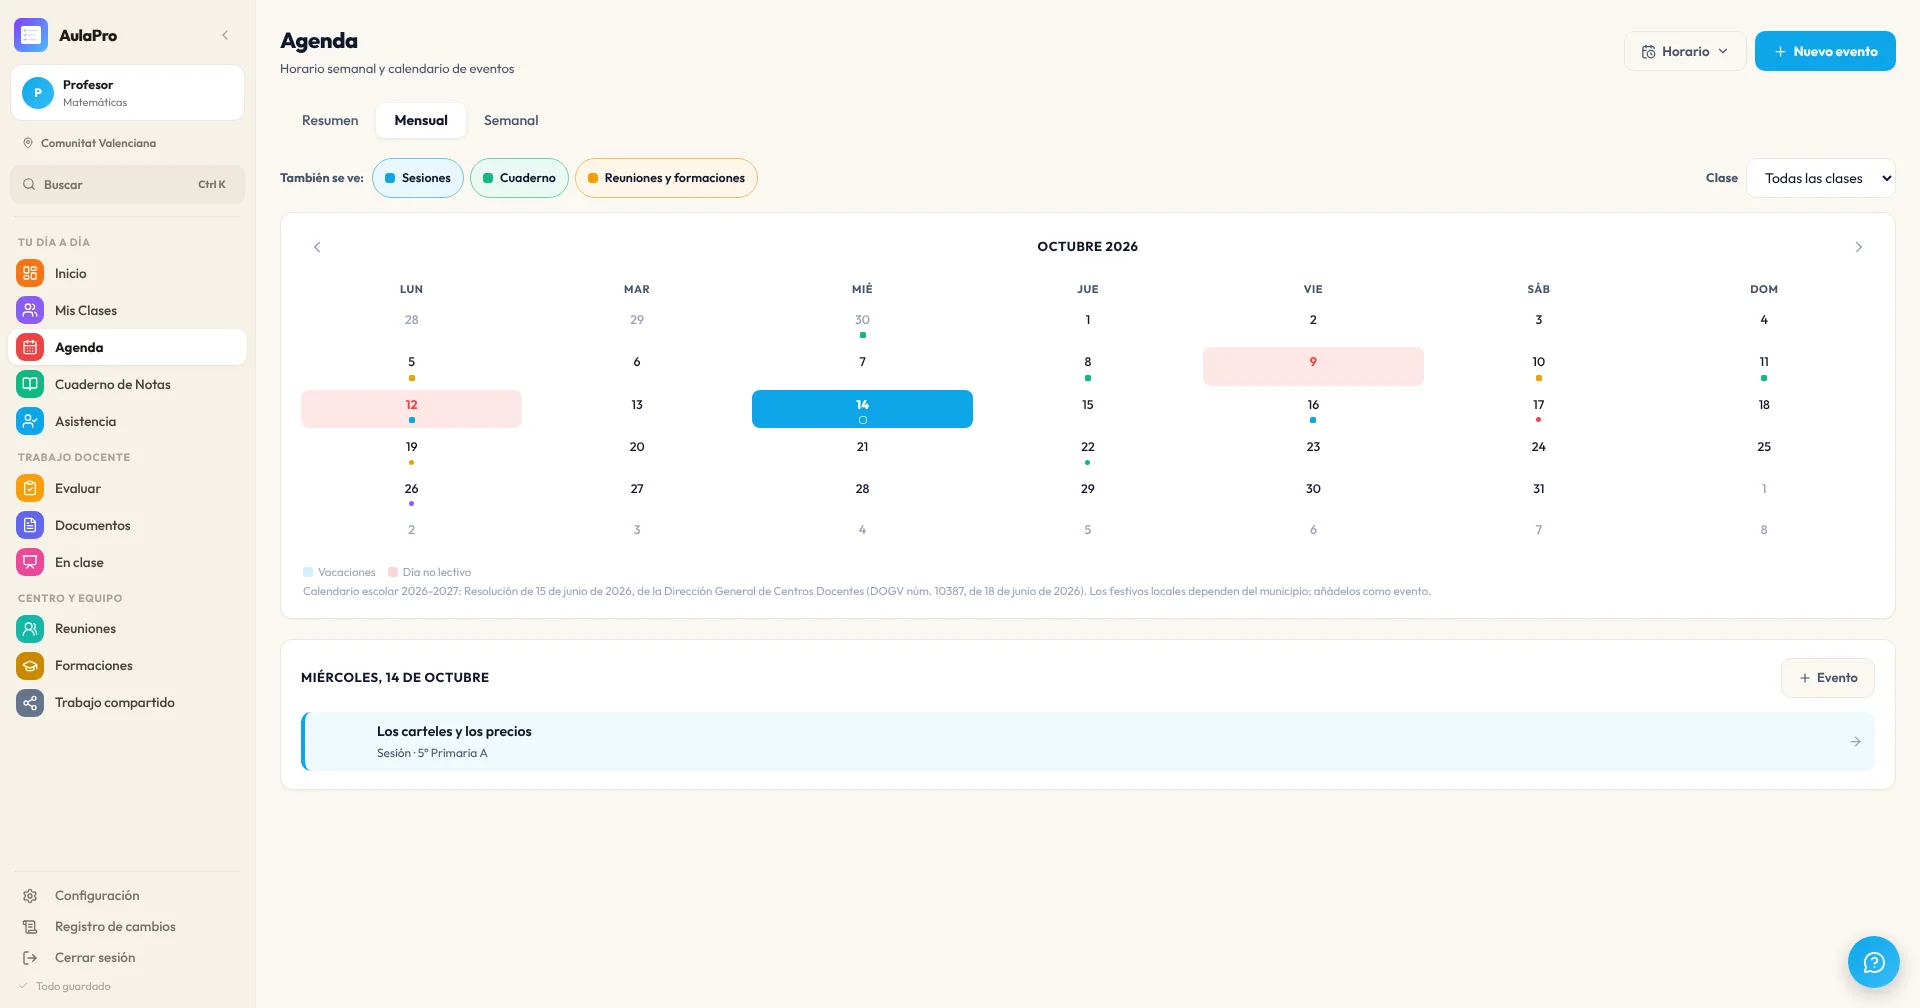 AulaPro
P
Profesor
Matemáticas
Comunitat Valenciana
Buscar
Ctrl K
TU DÍA A DÍA
Inicio
Mis Clases
Agenda
Cuaderno de Notas
Asistencia
TRABAJO DOCENTE
Evaluar
Documentos
En clase
CENTRO Y EQUIPO
Reuniones
Formaciones
Trabajo compartido
Configuración
Registro de cambios
Cerrar sesión
Todo guardado
Agenda
Horario semanal y calendario de eventos
Horario
Nuevo evento
Resumen Mensual Semanal
También se ve: Sesiones Cuaderno Reuniones y formaciones
Clase Todas las clases
OCTUBRE 2026
LUN MAR MIÉ JUE VIE SÁB DOM
28 29 30 1 2 3 4
5 6 7 8 9 10 11
12 13 14 15 16 17 18
19 20 21 22 23 24 25
26 27 28 29 30 31 1
2 3 4 5 6 7 8
Vacaciones Día no lectivo
Calendario escolar 2026-2027: Resolución de 15 de junio de 2026, de la Dirección General de Centros Docentes (DOGV núm. 10387, de 18 de junio de 2026). Los festivos locales dependen del municipio: añádelos como evento.
MIÉRCOLES, 14 DE OCTUBRE
Evento
Los carteles y los precios
Sesión · 5º Primaria A